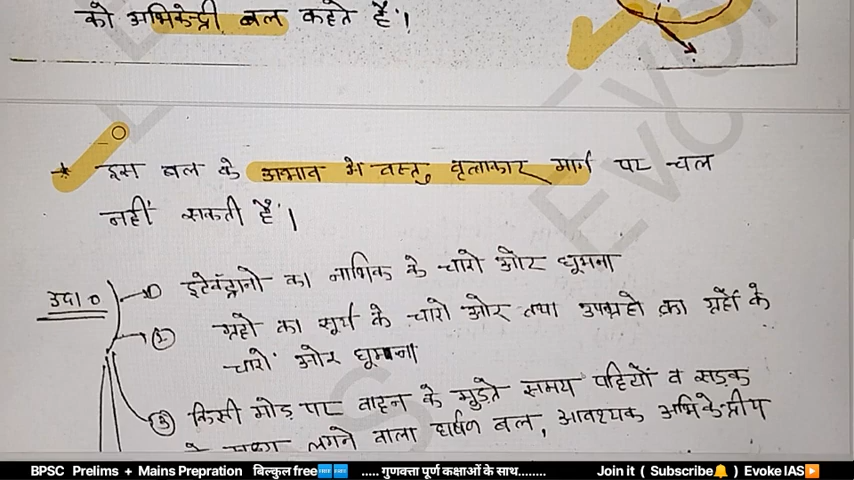 को अभिकेन्द्री बल कहते हैं।
* इस बल के अभाव मे वस्तु वृत्ताकार मार्ग पर चल
नहीं सकती हैं।
उदा० ① इलेक्ट्रानो का नाभिक के चारो ओर घूमना
② ग्रहो का सूर्य के चारो ओर तथा उपग्रहो का ग्रहों के
चारों ओर घूमना
③ किसी मोड़ पर वाहन के मुड़ते समय पहियों व सड़क
लगने वाला घर्षण बल, आवश्यक अभिकेन्द्रीय
BPSC Prelims + Mains Prepration बिल्कुल free🆓🆓 ..... गुणवत्ता पूर्ण कक्षाओं के साथ........ Join it ( Subscribe🔔 ) Evoke IAS▶️